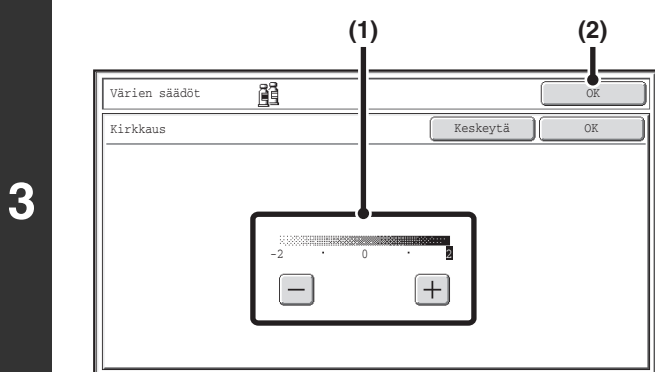 (1) (2)
Värien säädöt OK
Kirkkaus Keskeytä OK
3
-2 · 0 · 2
− +